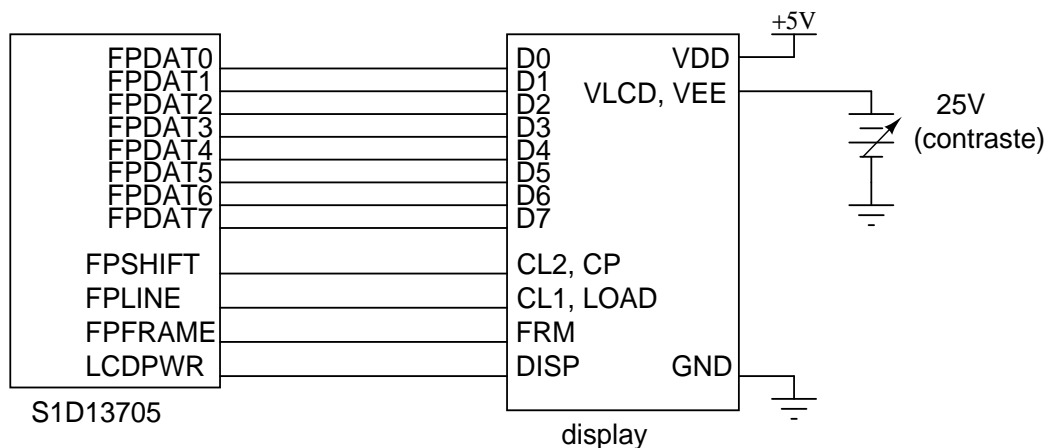 +5V
FPDAT0 D0 VDD
FPDAT1 D1
FPDAT2 D2 VLCD, VEE
FPDAT3 D3
FPDAT4 D4
FPDAT5 D5
FPDAT6 D6
FPDAT7 D7
25V
(contraste)
FPSHIFT CL2, CP
FPLINE CL1, LOAD
FPFRAME FRM
LCDPWR DISP GND
S1D13705
display